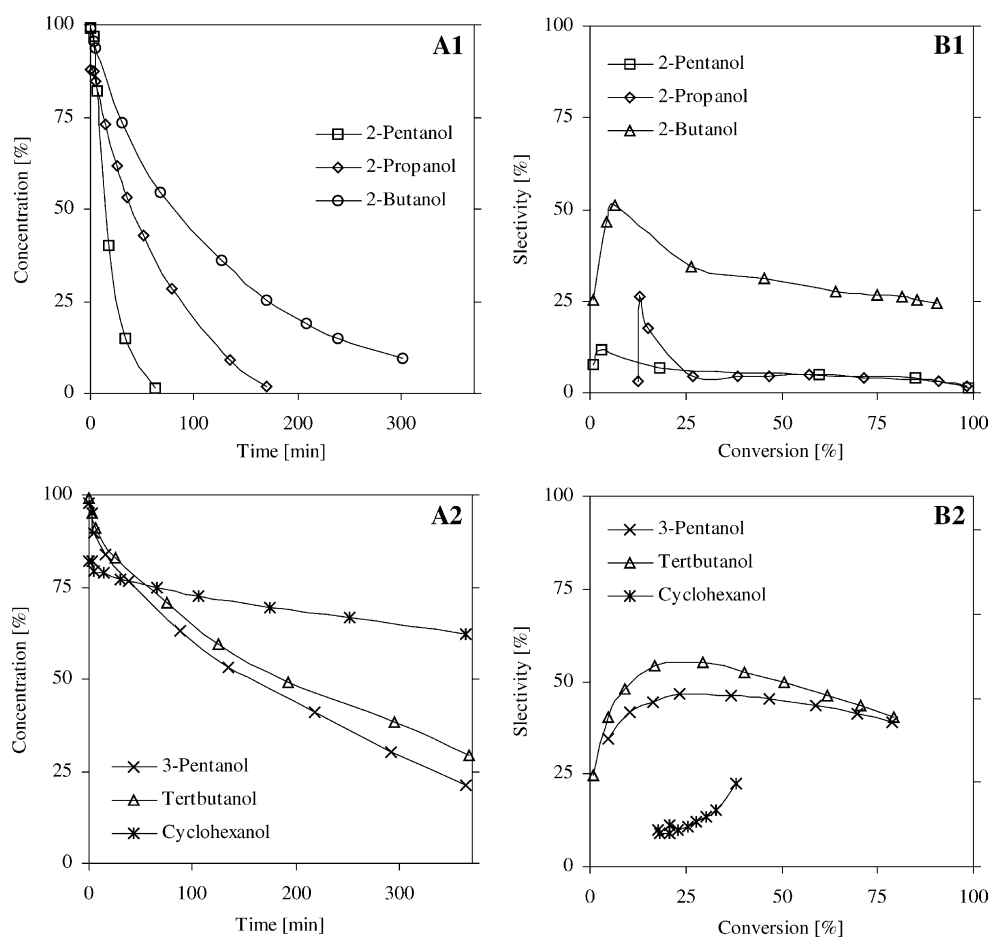 A1
100
75
50
25
0
Concentration [%]
2-Pentanol
2-Propanol
2-Butanol
0 100 200 300
Time [min]
B1
100
75
50
25
0
Slectivity [%]
2-Pentanol
2-Propanol
2-Butanol
0 25 50 75 100
Conversion [%]
A2
100
75
50
25
0
Concentration [%]
3-Pentanol
Tertbutanol
Cyclohexanol
0 100 200 300
Time [min]
B2
100
75
50
25
0
Slectivity [%]
3-Pentanol
Tertbutanol
Cyclohexanol
0 25 50 75 100
Conversion [%]